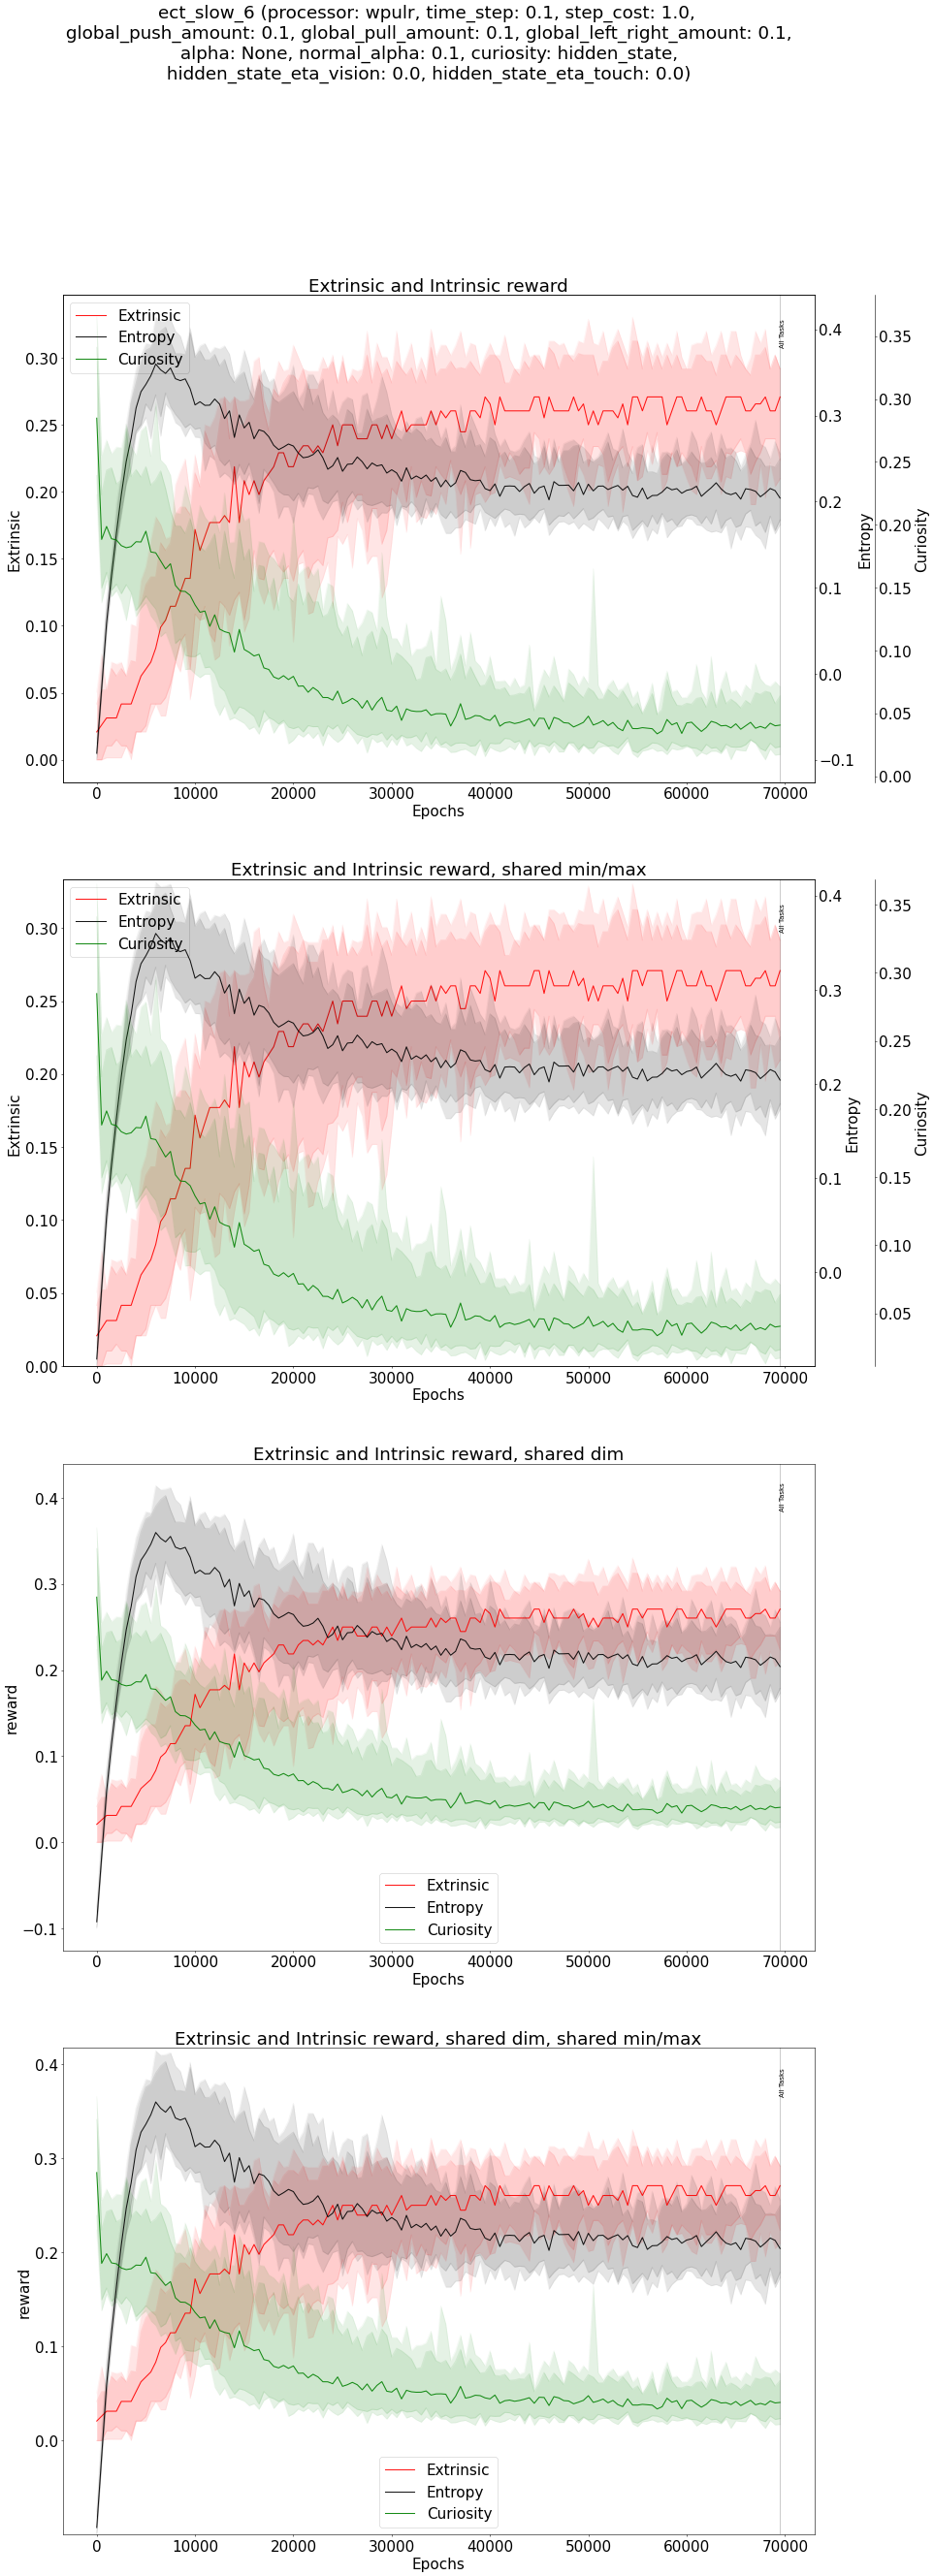 ect_slow_6 (processor: wpulr, time_step: 0.1, step_cost: 1.0,
global_push_amount: 0.1, global_pull_amount: 0.1, global_left_right_amount: 0.1,
alpha: None, normal_alpha: 0.1, curiosity: hidden_state,
hidden_state_eta_vision: 0.0, hidden_state_eta_touch: 0.0)
Extrinsic and Intrinsic reward
Extrinsic
Entropy
Curiosity
All Tasks
0.30
0.25
0.20
0.15
0.10
0.05
0.00
Extrinsic
0.4
0.3
0.2
0.1
0.0
−0.1
Entropy
0.35
0.30
0.25
0.20
0.15
0.10
0.05
0.00
Curiosity
0 10000 20000 30000 40000 50000 60000 70000
Epochs
Extrinsic and Intrinsic reward, shared min/max
Extrinsic
Entropy
Curiosity
All Tasks
0.30
0.25
0.20
0.15
0.10
0.05
0.00
Extrinsic
0.4
0.3
0.2
0.1
0.0
Entropy
0.35
0.30
0.25
0.20
0.15
0.10
0.05
Curiosity
0 10000 20000 30000 40000 50000 60000 70000
Epochs
Extrinsic and Intrinsic reward, shared dim
All Tasks
0.4
0.3
0.2
0.1
0.0
−0.1
reward
Extrinsic
Entropy
Curiosity
0 10000 20000 30000 40000 50000 60000 70000
Epochs
Extrinsic and Intrinsic reward, shared dim, shared min/max
All Tasks
0.4
0.3
0.2
0.1
0.0
reward
Extrinsic
Entropy
Curiosity
0 10000 20000 30000 40000 50000 60000 70000
Epochs